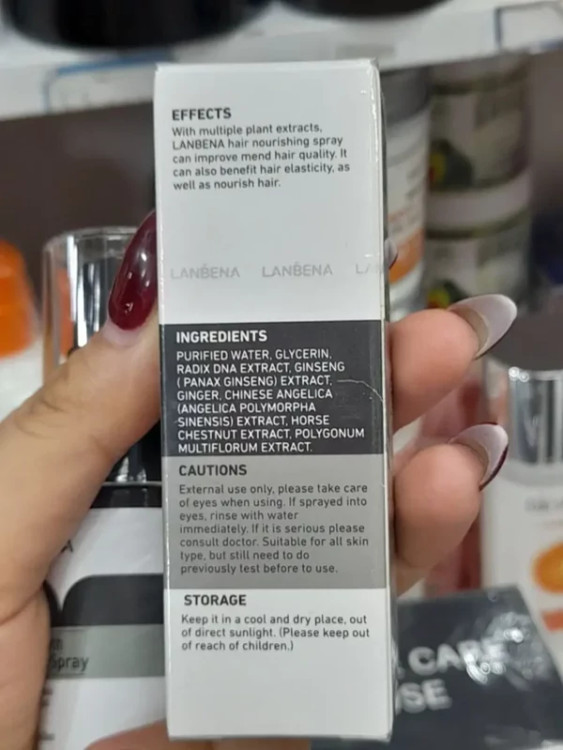 EFFECTS
With multiple plant extracts,
LANBENA hair nourishing spray
can improve mend hair quality. It
can also benefit hair elasticity, as
well as nourish hair.
LANBENA LANBENA LA
INGREDIENTS
PURIFIED WATER, GLYCERIN,
RADIX DNA EXTRACT, GINSENG
( PANAX GINSENG) EXTRACT,
GINGER, CHINESE ANGELICA
(ANGELICA POLYMORPHA
SINENSIS) EXTRACT, HORSE
CHESTNUT EXTRACT, POLYGONUM
MULTIFLORUM EXTRACT.
CAUTIONS
External use only, please take care
of eyes when using. If sprayed into
eyes, rinse with water
immediately. If it is serious please
consult doctor. Suitable for all skin
type, but still need to do
previously test before to use.
STORAGE
Keep it in a cool and dry place, out
of direct sunlight. (Please keep out
of reach of children.)
Spray
CARE